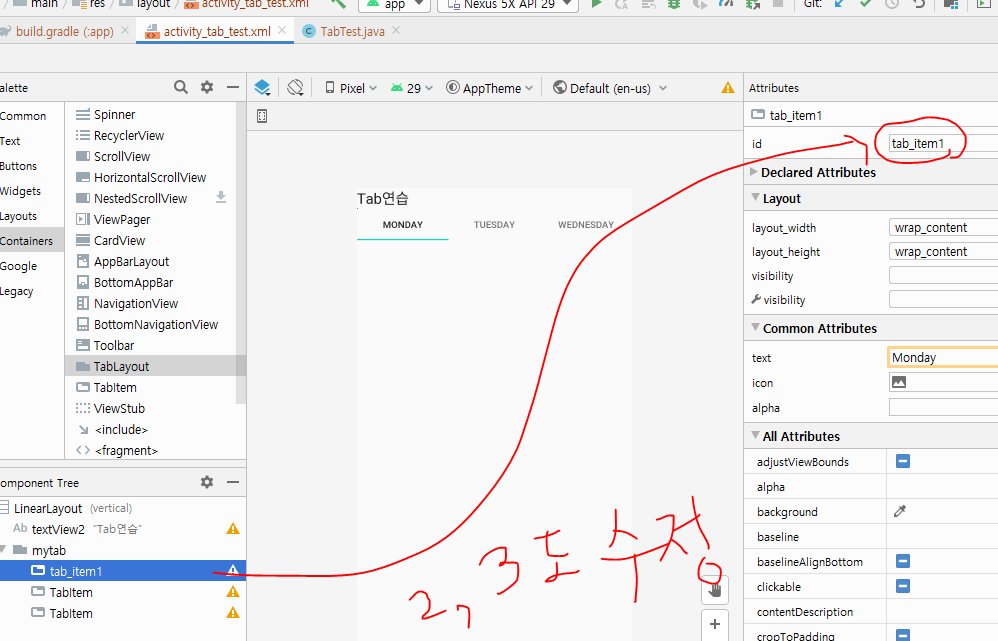 main res layout activity_tab_test.xml app Nexus 5X API 29 Git:
build.gradle (:app) activity_tab_test.xml TabTest.java
alette Pixel 29 AppTheme Default (en-us) Attributes
ommon
Text
Buttons
Widgets
Layouts
Containers
Google
Legacy
Spinner
RecyclerView
ScrollView
HorizontalScrollView
NestedScrollView
ViewPager
CardView
AppBarLayout
BottomAppBar
NavigationView
BottomNavigationView
Toolbar
TabLayout
TabItem
ViewStub
<include>
<fragment>
omponent Tree
LinearLayout (vertical)
Ab textView2 "Tab연습"
mytab
tab_item1
TabItem
TabItem
Tab연습
MONDAY TUESDAY WEDNESDAY
2, 3 도 수정
tab_item1
id tab_item1
Declared Attributes
Layout
layout_width wrap_content
layout_height wrap_content
visibility
visibility
Common Attributes
text Monday
icon
alpha
All Attributes
adjustViewBounds
alpha
background
baseline
baselineAlignBottom
clickable
contentDescription
cropToPadding